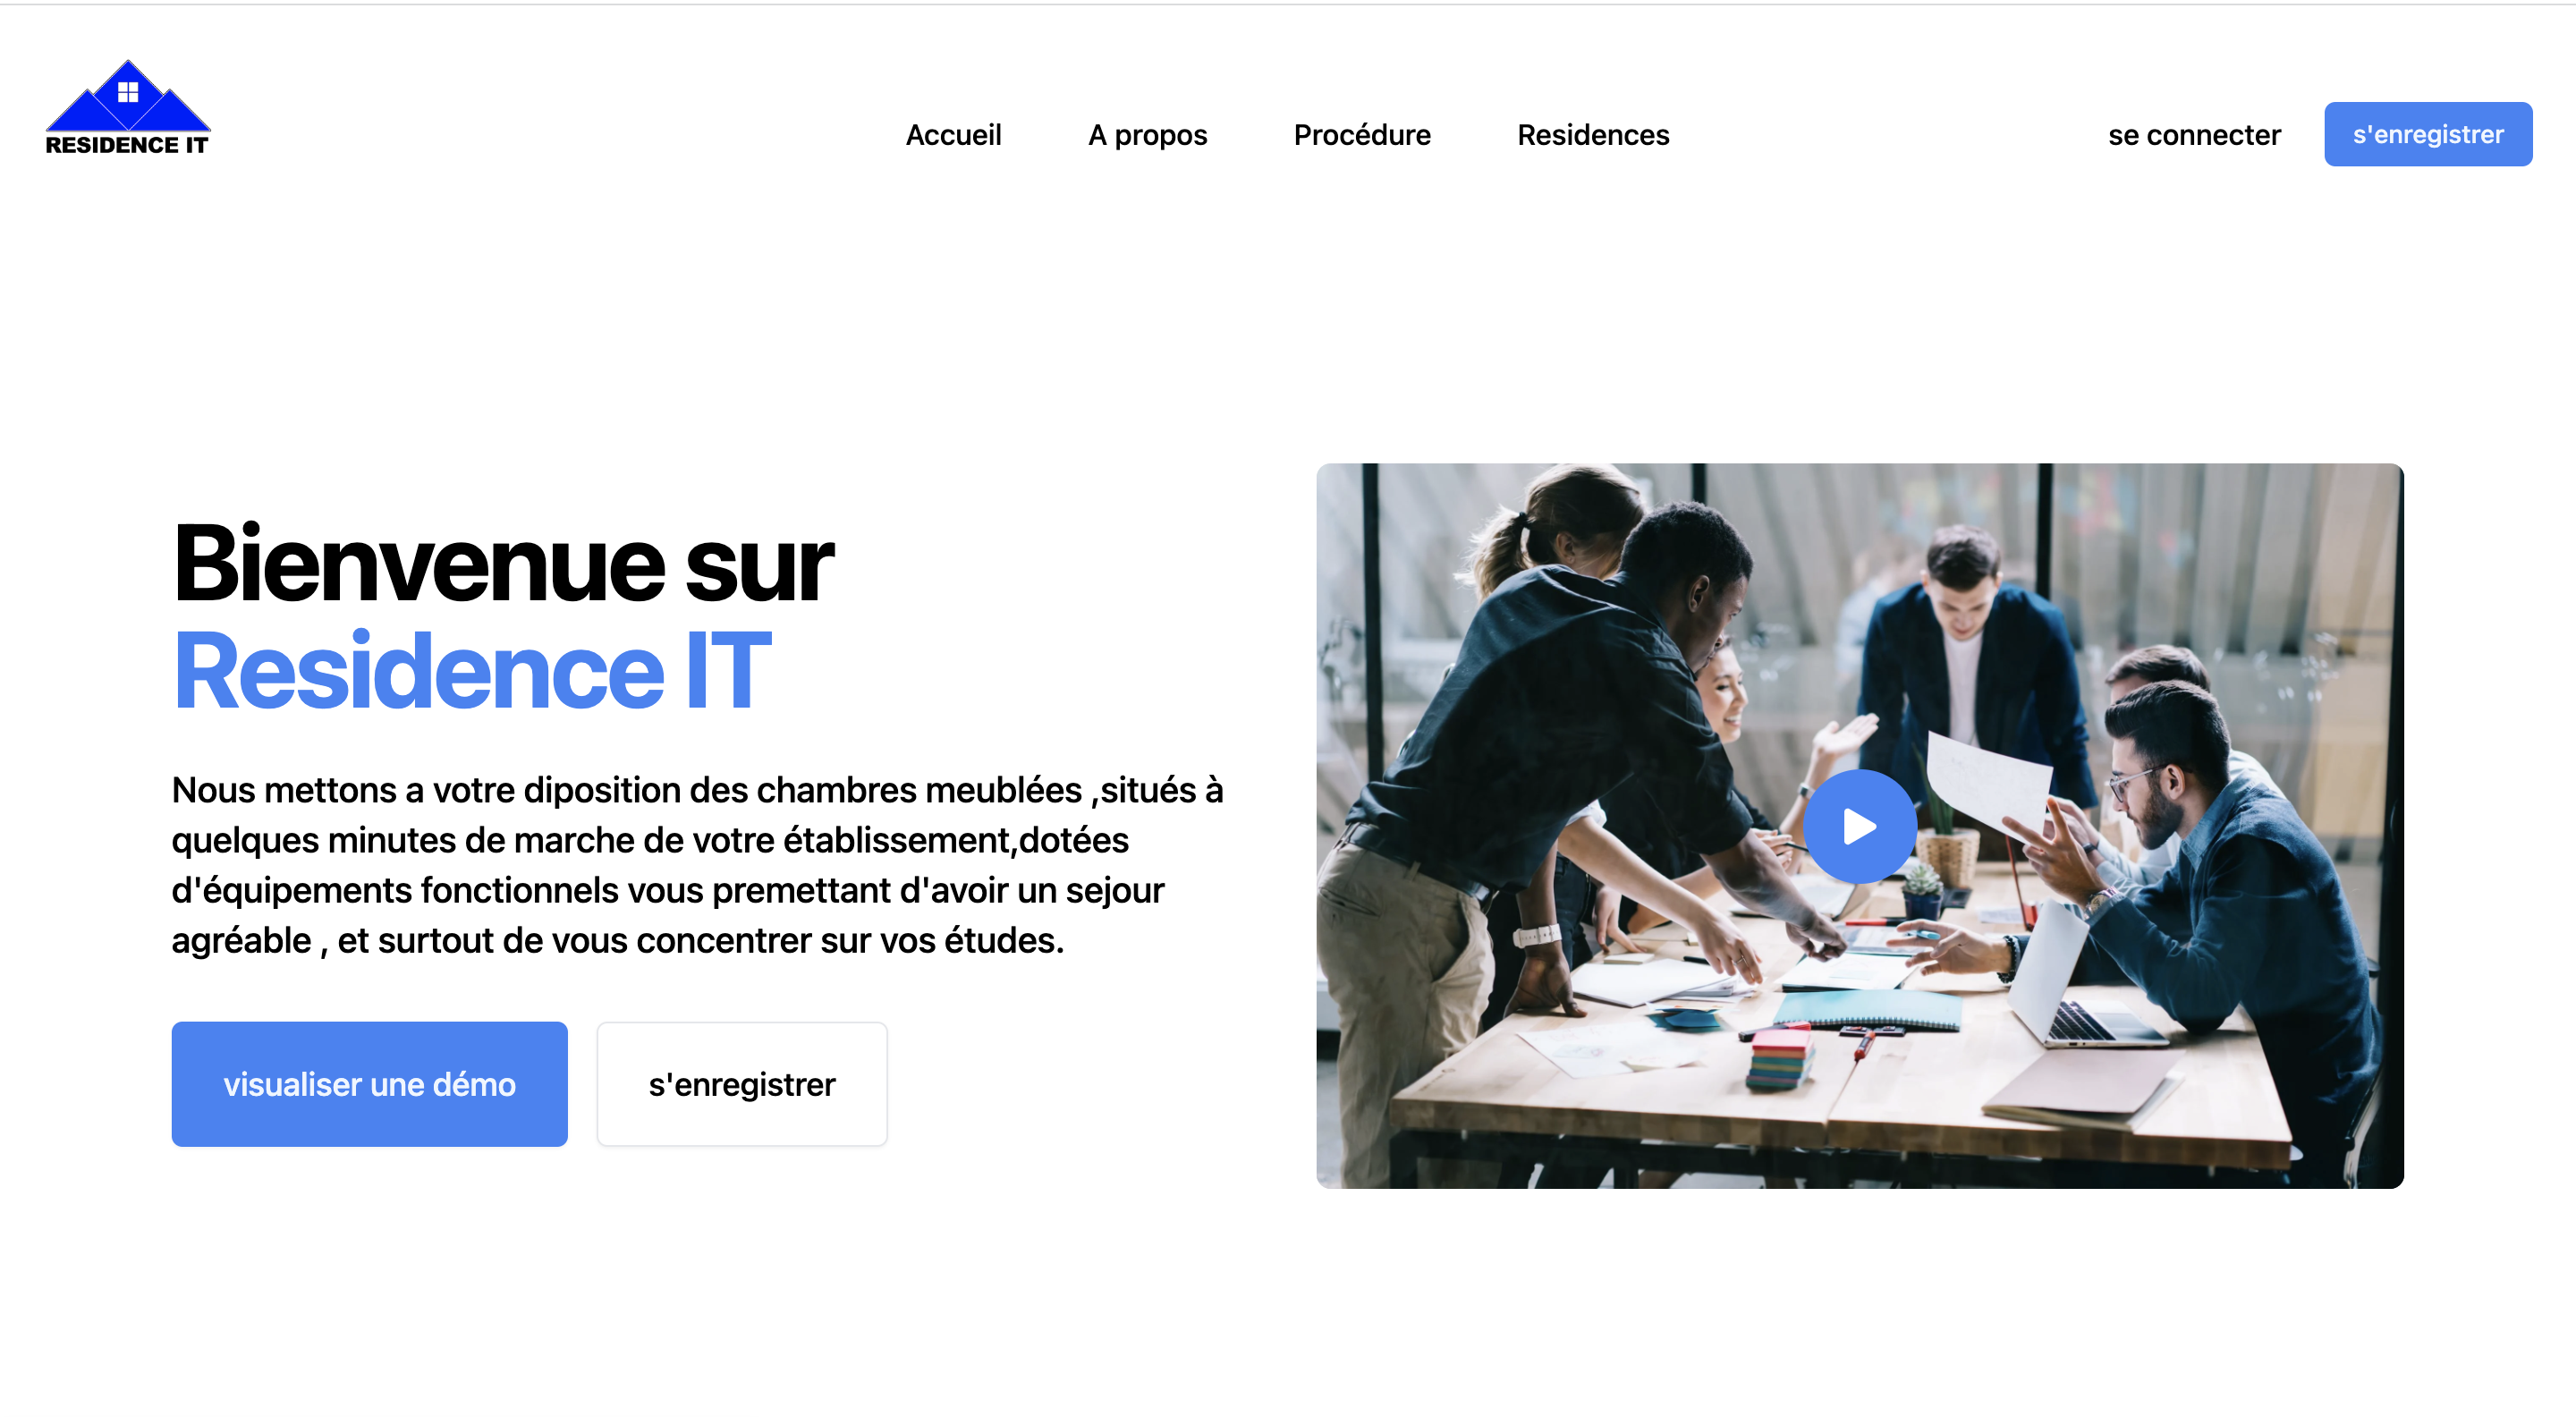 RESIDENCE IT
Accueil
A propos
Procédure
Residences
se connecter
s'enregistrer
Bienvenue sur
Residence IT
Nous mettons a votre diposition des chambres meublées ,situés à
quelques minutes de marche de votre établissement,dotées
d'équipements fonctionnels vous premettant d'avoir un sejour
agréable , et surtout de vous concentrer sur vos études.
visualiser une démo
s'enregistrer